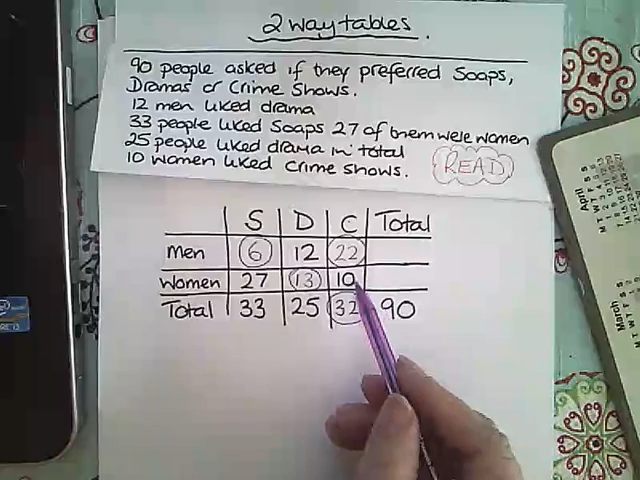 2 way tables.
90 people asked if they preferred Soaps,
Dramas or Crime Shows.
12 men liked drama
33 people liked Soaps 27 of them were women
25 people liked drama in total
10 women liked crime shows.
READ
S D C Total
Men 6 12 22
Women 27 13 10
Total 33 25 32 90
April
March